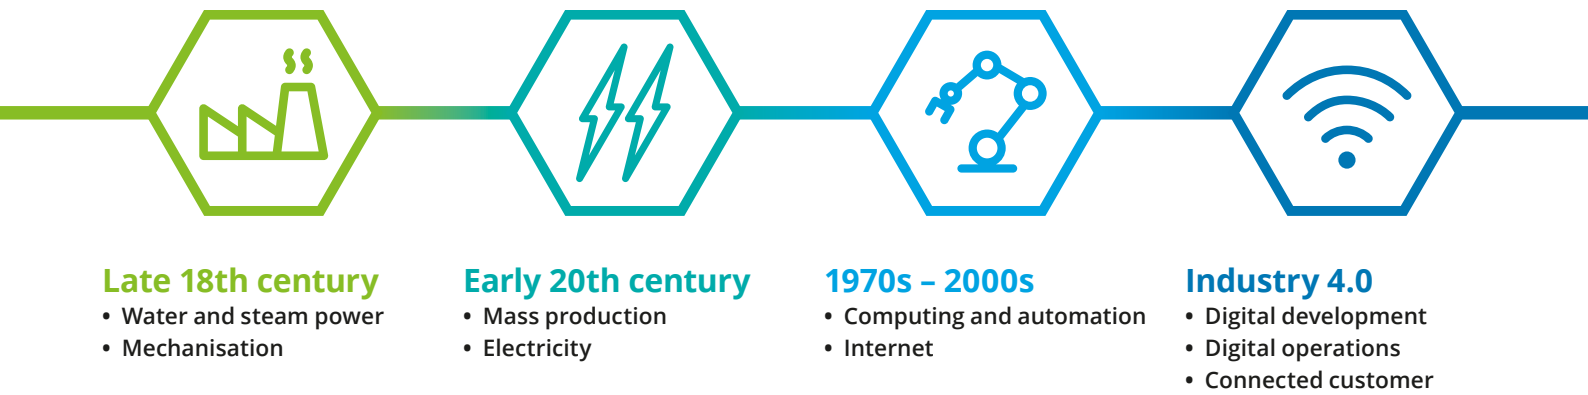 Late 18th century
• Water and steam power
• Mechanisation
Early 20th century
• Mass production
• Electricity
1970s – 2000s
• Computing and automation
• Internet
Industry 4.0
• Digital development
• Digital operations
• Connected customer